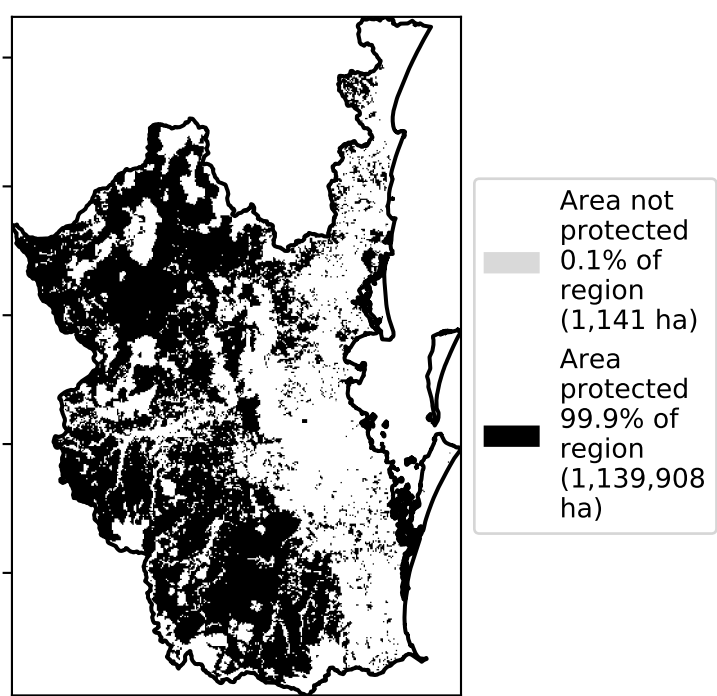 Area not
protected
0.1% of
region
(1,141 ha)
Area
protected
99.9% of
region
(1,139,908
ha)